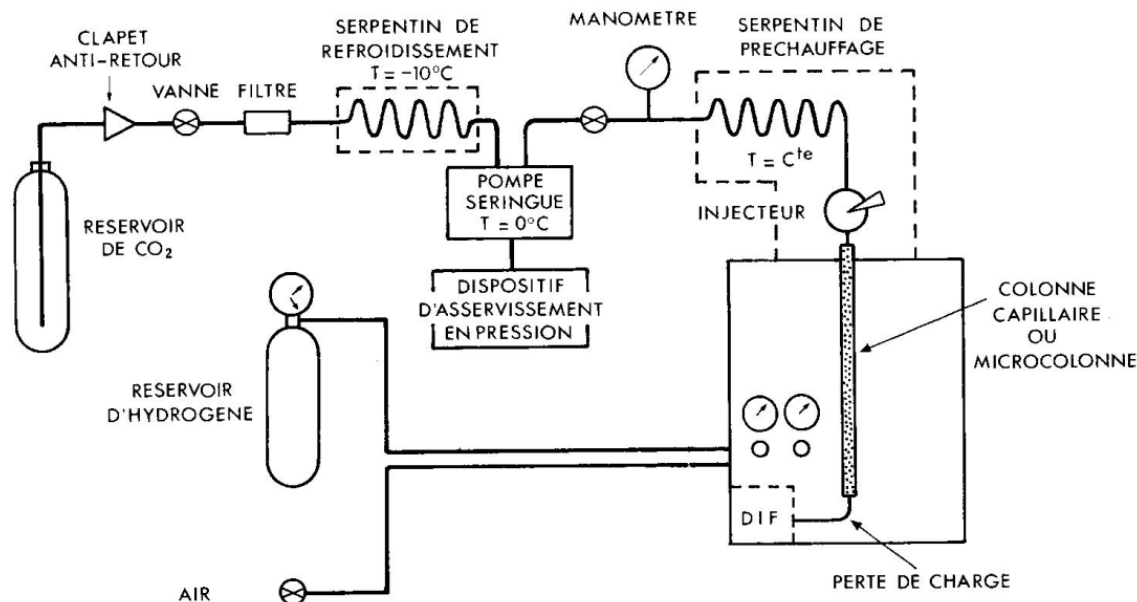 CLAPET
ANTI-RETOUR
VANNE
FILTRE
SERPENTIN DE
REFROIDISSEMENT
T = -10°C
MANOMETRE
SERPENTIN DE
PRECHAUFFAGE
T = Cte
POMPE
SERINGUE
T = 0°C
INJECTEUR
RESERVOIR
DE CO2
DISPOSITIF
D'ASSERVISSEMENT
EN PRESSION
COLONNE
CAPILLAIRE
OU
MICROCOLONNE
RESERVOIR
D'HYDROGENE
DIF
AIR
PERTE DE CHARGE